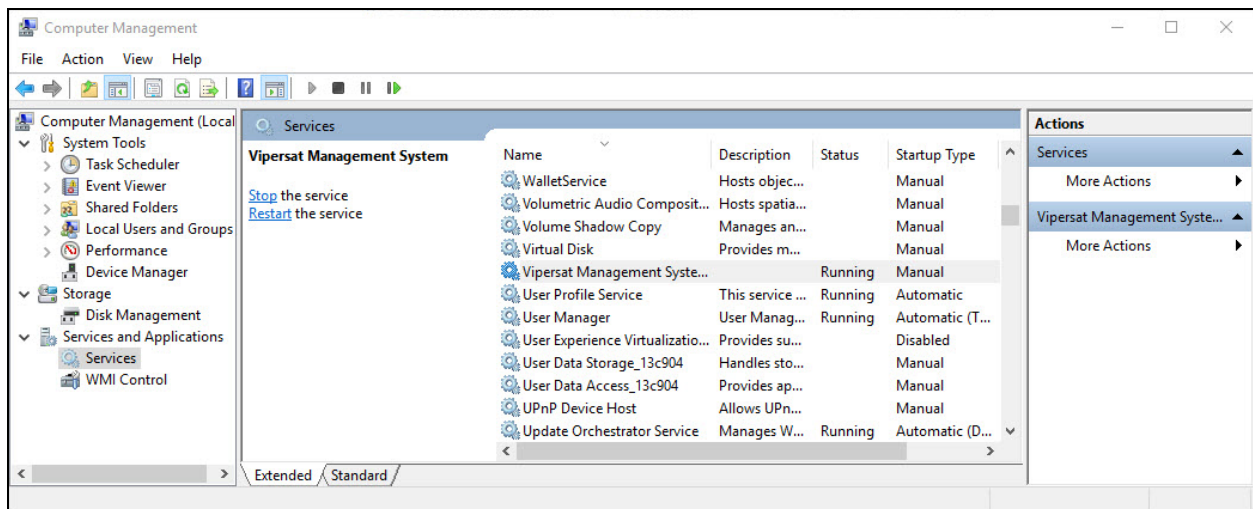 Computer Management
File Action View Help
Computer Management (Local
System Tools
Task Scheduler
Event Viewer
Shared Folders
Local Users and Groups
Performance
Device Manager
Storage
Disk Management
Services and Applications
Services
WMI Control
Services
Vipersat Management System
Stop the service
Restart the service
Name Description Status Startup Type
WalletService Hosts objec... Manual
Volumetric Audio Composit... Hosts spatia... Manual
Volume Shadow Copy Manages an... Manual
Virtual Disk Provides m... Manual
Vipersat Management Syste... Running Manual
User Profile Service This service ... Running Automatic
User Manager User Manag... Running Automatic (T...
User Experience Virtualizatio... Provides su... Disabled
User Data Storage_13c904 Handles sto... Manual
User Data Access_13c904 Provides ap... Manual
UPnP Device Host Allows UPn... Manual
Update Orchestrator Service Manages W... Running Automatic (D...
Extended Standard
Actions
Services
More Actions
Vipersat Management Syste...
More Actions